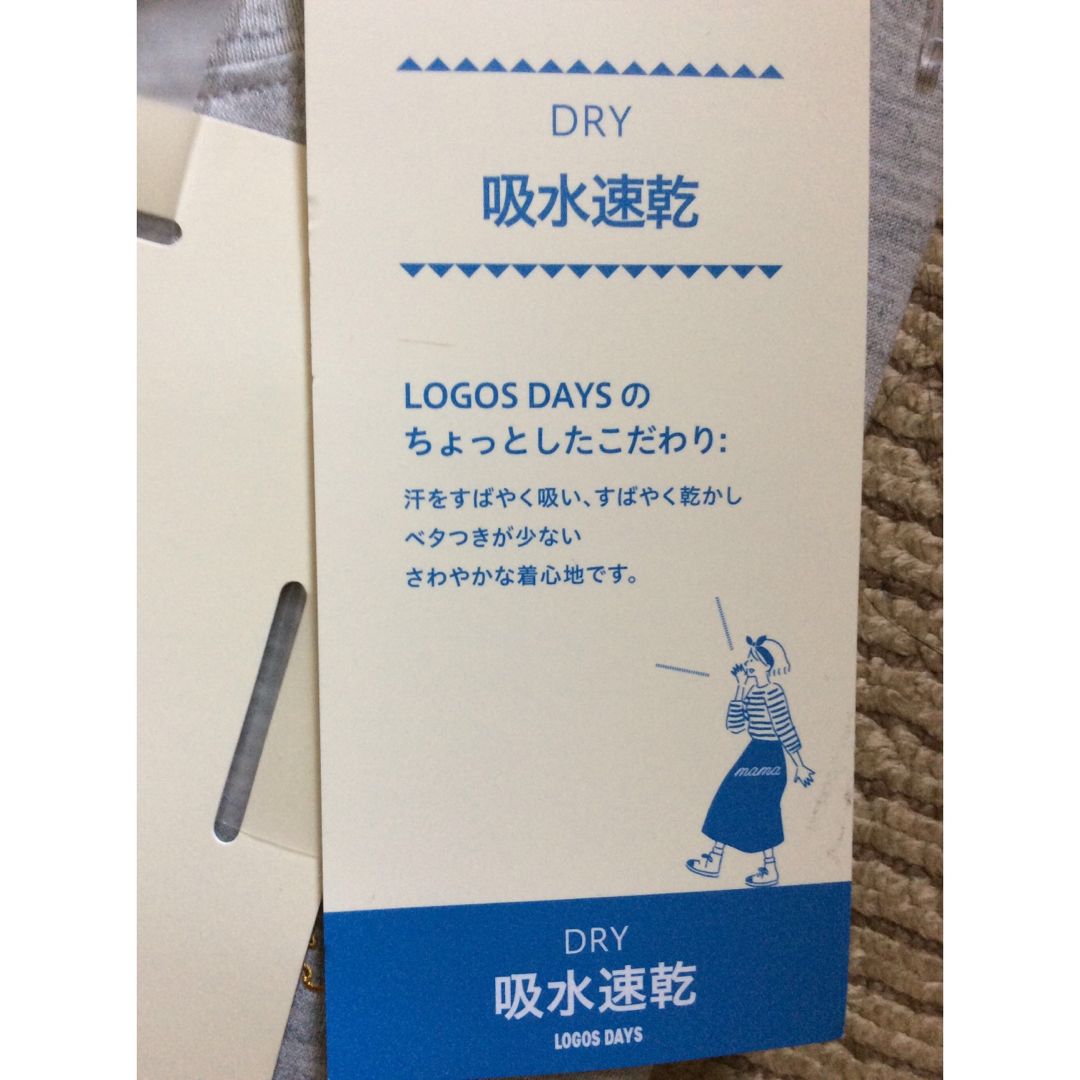 DRY
吸水速乾
LOGOS DAYS の
ちょっとしたこだわり:
汗をすばやく吸い、すばやく乾かし
ベタつきが少ない
さわやかな着心地です。
mama
DRY
吸水速乾
LOGOS DAYS